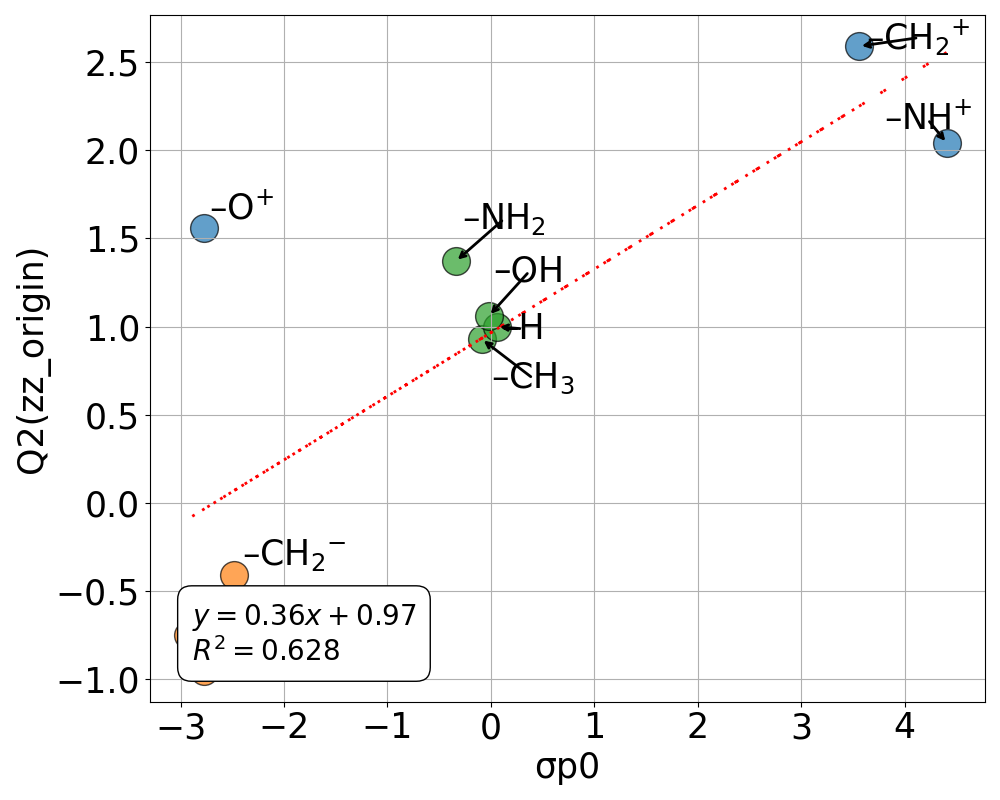 –CH₂⁺
–NH⁺
–O⁺
–NH₂
–OH
–H
–CH₃
–CH₂⁻
y = 0.36x + 0.97
R² = 0.628
2.5
2.0
1.5
1.0
0.5
0.0
−0.5
−1.0
Q2(zz_origin)
−3 −2 −1 0 1 2 3 4
σp0